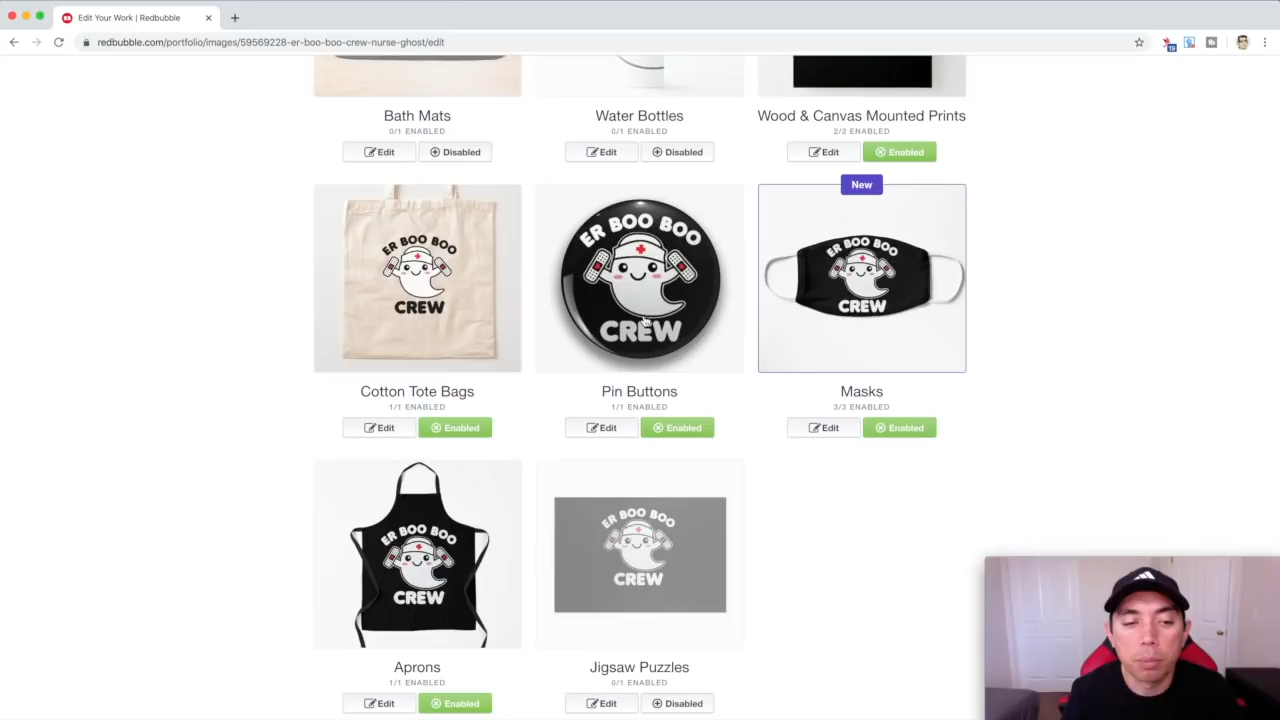 Edit Your Work | Redbubble
redbubble.com/portfolio/images/59569228-er-boo-boo-crew-nurse-ghost/edit
19
Bath Mats
Water Bottles
Wood & Canvas Mounted Prints
0/1 ENABLED
0/1 ENABLED
2/2 ENABLED
Edit
Disabled
Edit
Disabled
Edit
Enabled
New
ER BOO BOO
CREW
ER BOO BOO
CREW
ER BOO BOO
CREW
Cotton Tote Bags
Pin Buttons
Masks
1/1 ENABLED
1/1 ENABLED
3/3 ENABLED
Edit
Enabled
Edit
Enabled
Edit
Enabled
ER BOO BOO
CREW
ER BOO BOO
CREW
Aprons
Jigsaw Puzzles
1/1 ENABLED
0/1 ENABLED
Edit
Enabled
Edit
Disabled